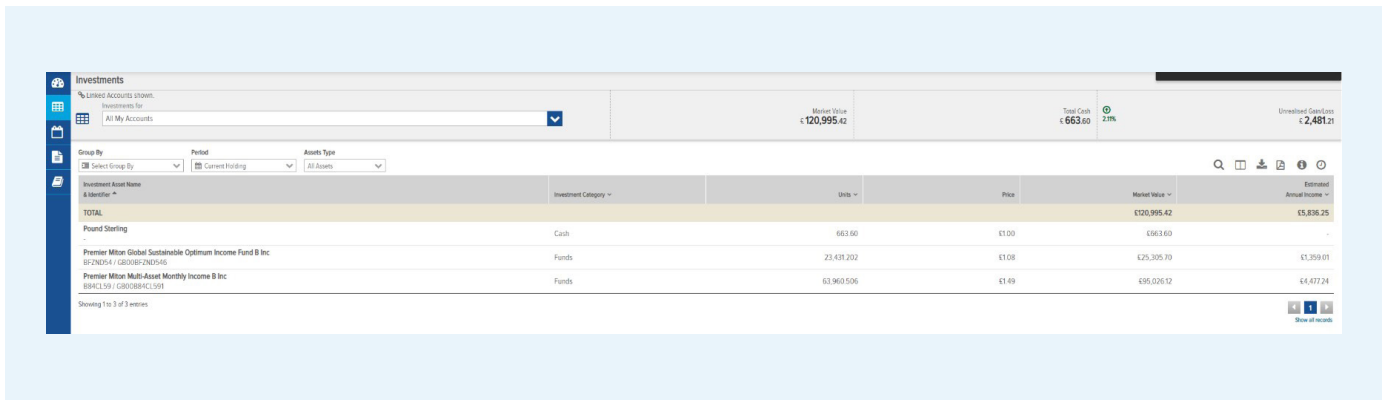 Investments
Linked Accounts shown.
Investments for
All My Accounts
Market Value
£ 120,995.42
Total Cash
£ 663.60
2.11%
Unrealised Gain/Loss
£ 2,481.21
Group By
Period
Assets Type
Select Group By
Current Holding
All Assets
Investment Asset Name
& Identifier
Investment Category
Units
Price
Market Value
Estimated
Annual Income
TOTAL
£120,995.42
£5,836.25
Pound Sterling
-
Cash
663.60
£1.00
£663.60
-
Premier Miton Global Sustainable Optimum Income Fund B Inc
BFZND54 / GB00BFZND546
Funds
23,431.202
£1.08
£25,305.70
£1,359.01
Premier Miton Multi-Asset Monthly Income B Inc
B84CL59 / GB00B84CL591
Funds
63,960.506
£1.49
£95,026.12
£4,477.24
Showing 1 to 3 of 3 entries
1
Show all records